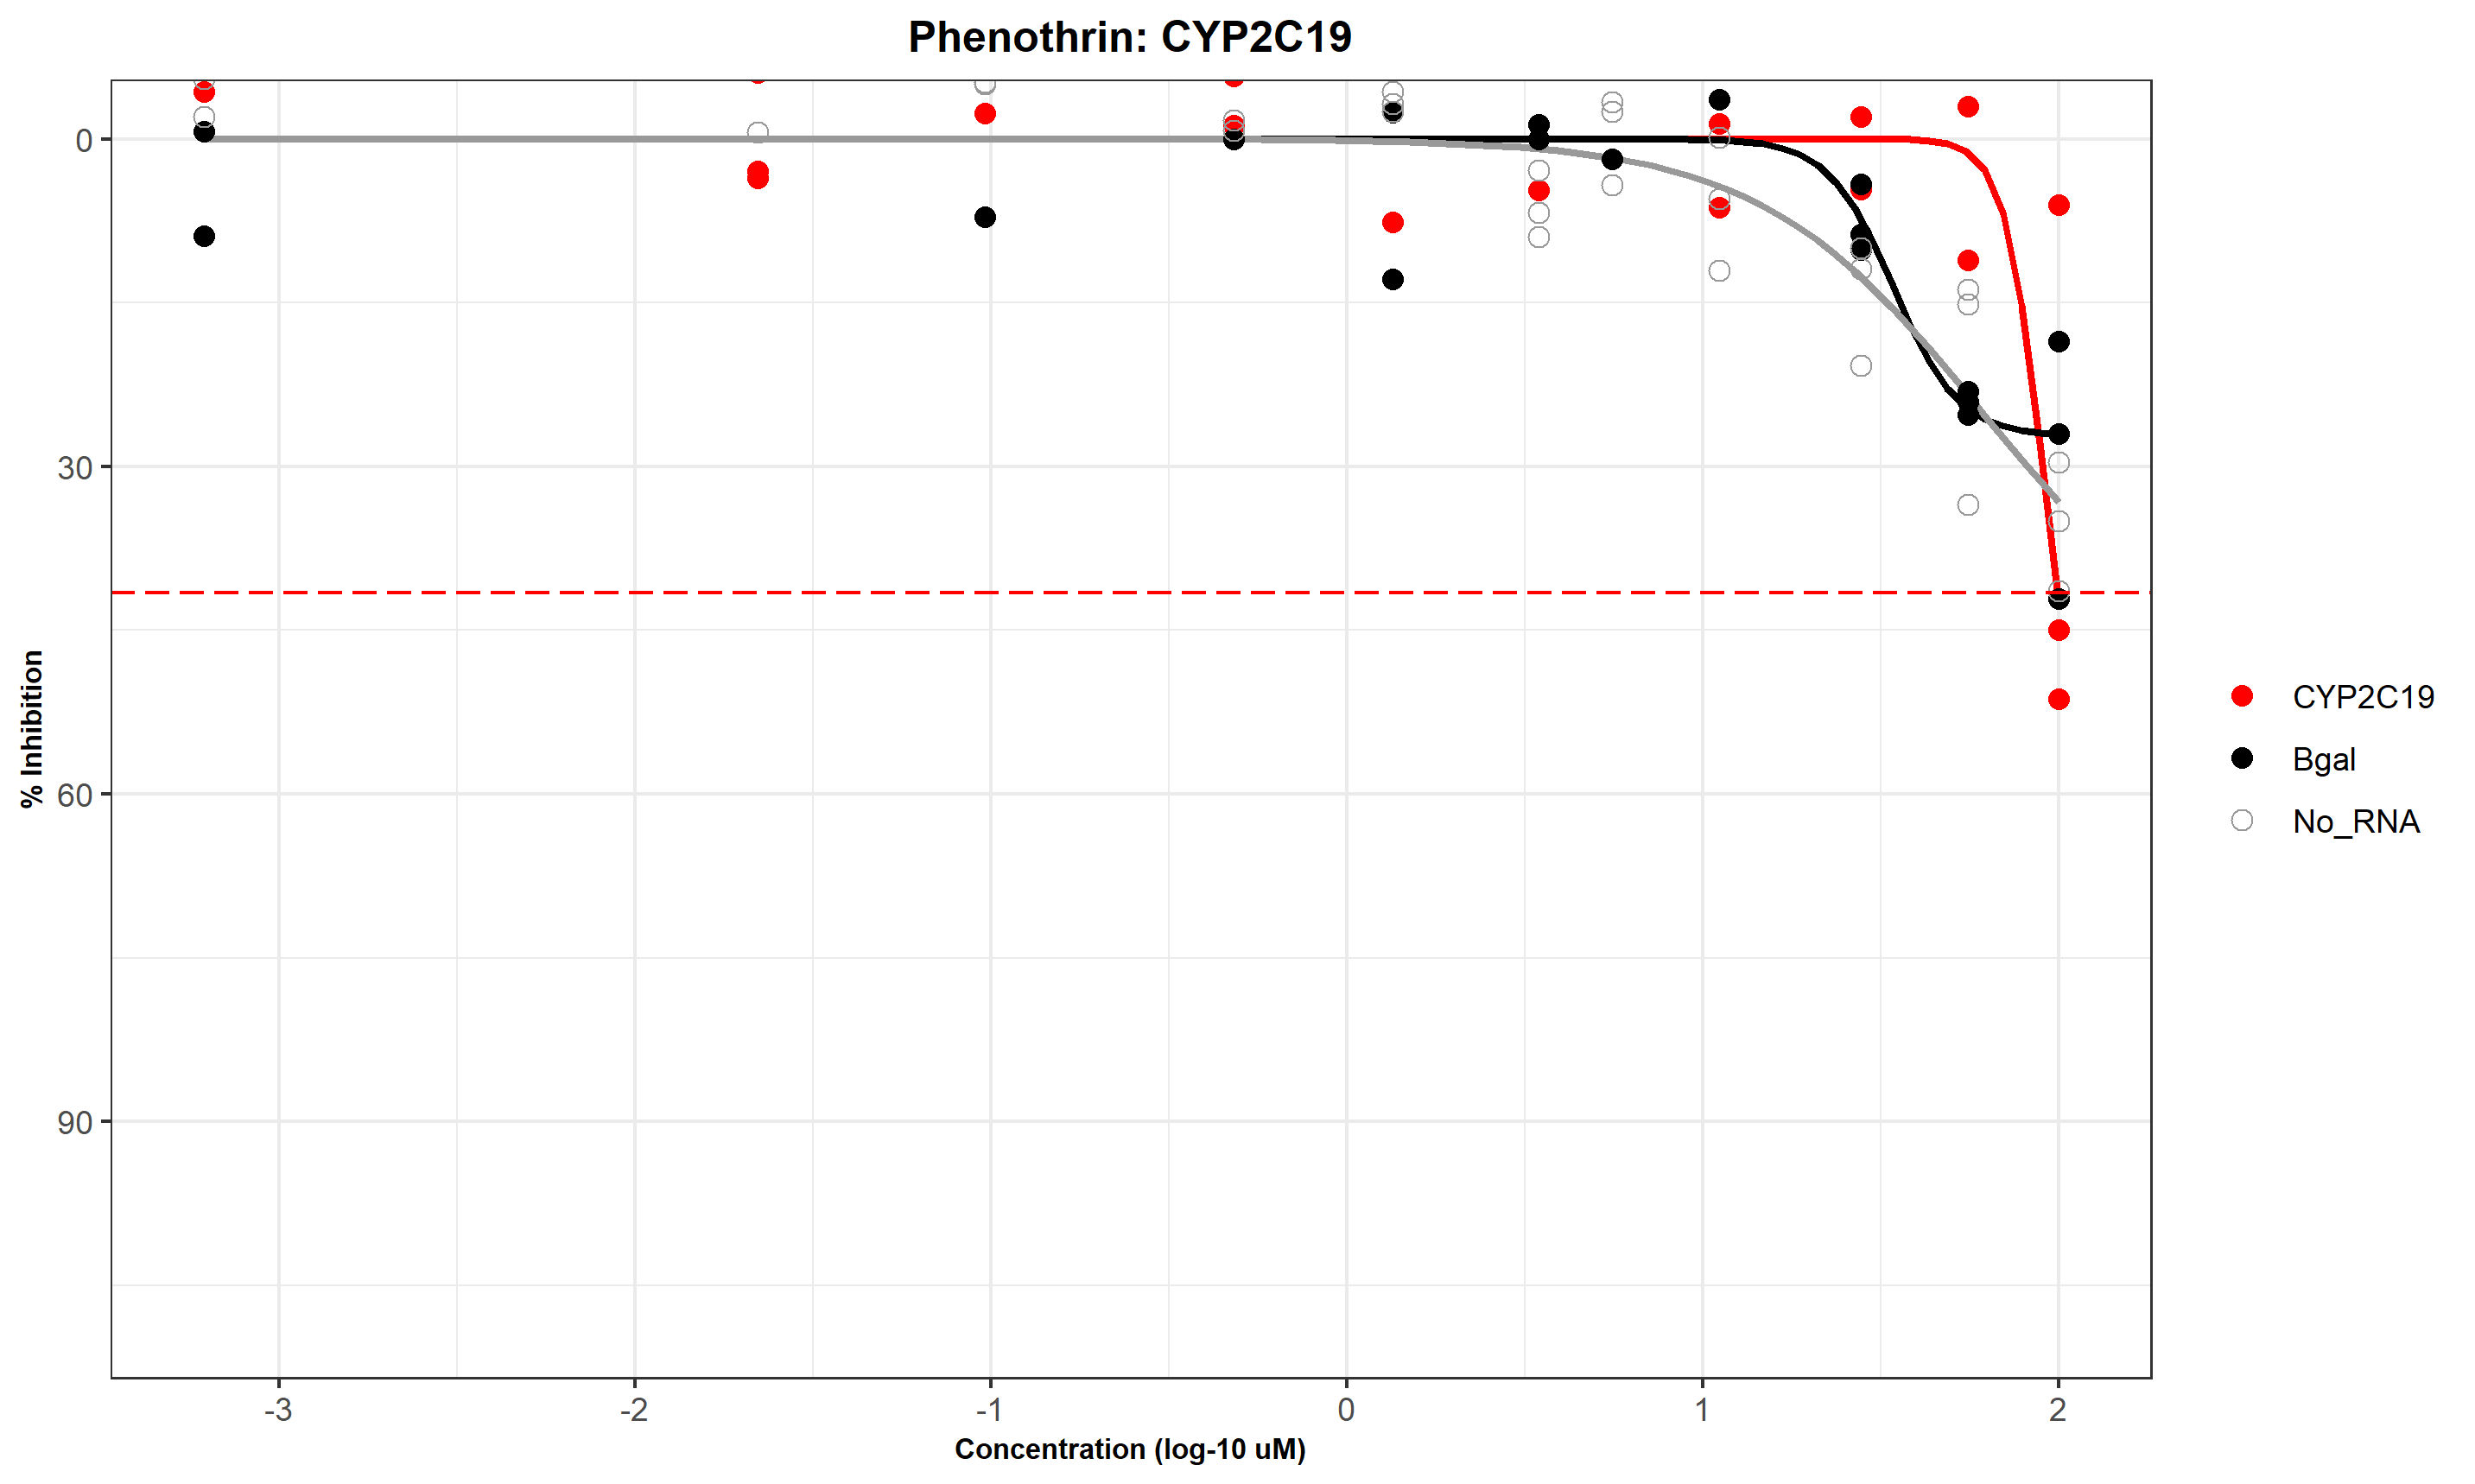 Phenothrin: CYP2C19
% Inhibition
0
30
60
90
-3
-2
-1
0
1
2
Concentration (log-10 uM)
CYP2C19
Bgal
No_RNA